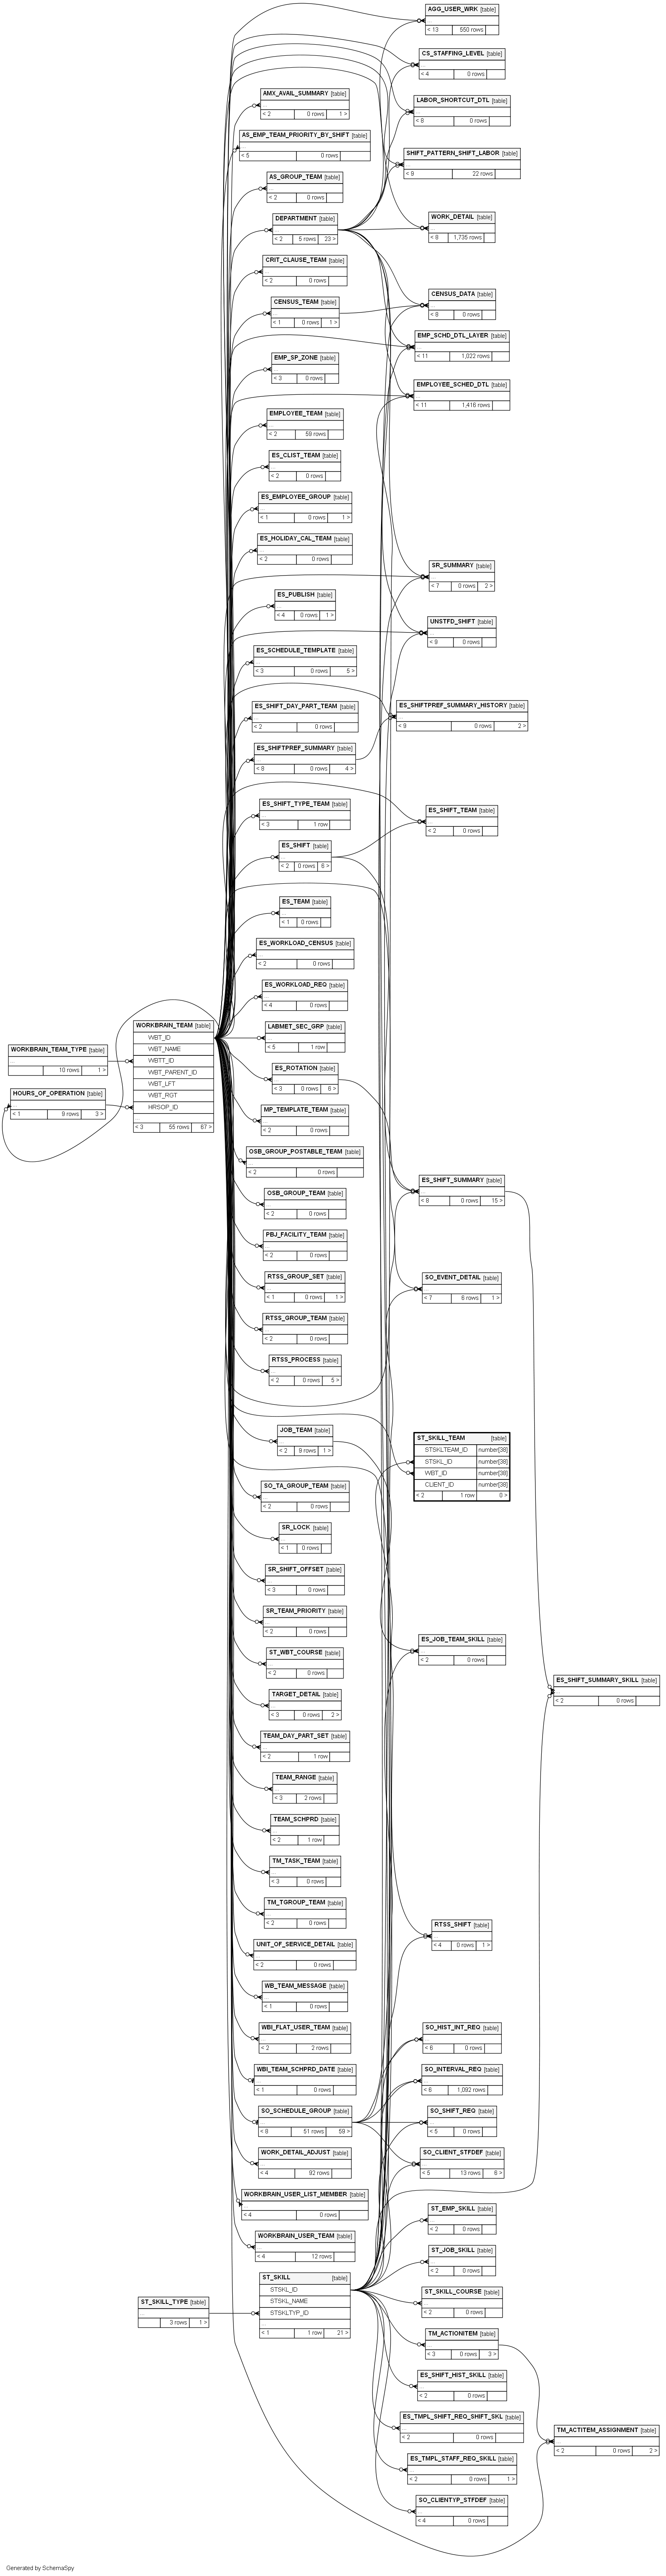 AGG_USER_WRK [table]
...
< 13 550 rows
CS_STAFFING_LEVEL [table]
...
< 4 0 rows
AMX_AVAIL_SUMMARY [table]
...
< 2 0 rows 1 >
LABOR_SHORTCUT_DTL [table]
...
< 8 0 rows
AS_EMP_TEAM_PRIORITY_BY_SHIFT [table]
...
< 5 0 rows
SHIFT_PATTERN_SHIFT_LABOR [table]
...
< 9 22 rows
AS_GROUP_TEAM [table]
...
< 2 0 rows
DEPARTMENT [table]
...
< 2 5 rows 23 >
WORK_DETAIL [table]
...
< 8 1,735 rows
CRIT_CLAUSE_TEAM [table]
...
< 2 0 rows
CENSUS_TEAM [table]
...
< 1 0 rows 1 >
CENSUS_DATA [table]
...
< 8 0 rows
EMP_SCHD_DTL_LAYER [table]
...
< 11 1,022 rows
EMP_SP_ZONE [table]
...
< 3 0 rows
EMPLOYEE_SCHED_DTL [table]
...
< 11 1,416 rows
EMPLOYEE_TEAM [table]
...
< 2 59 rows
ES_CLIST_TEAM [table]
...
< 2 0 rows
ES_EMPLOYEE_GROUP [table]
...
< 1 0 rows 1 >
ES_HOLIDAY_CAL_TEAM [table]
...
< 2 0 rows
SR_SUMMARY [table]
...
< 7 0 rows 2 >
ES_PUBLISH [table]
...
< 4 0 rows 1 >
UNSTFD_SHIFT [table]
...
< 9 0 rows
ES_SCHEDULE_TEMPLATE [table]
...
< 3 0 rows 5 >
ES_SHIFT_DAY_PART_TEAM [table]
...
< 2 0 rows
ES_SHIFTPREF_SUMMARY_HISTORY [table]
...
< 9 0 rows 2 >
ES_SHIFTPREF_SUMMARY [table]
...
< 8 0 rows 4 >
ES_SHIFT_TYPE_TEAM [table]
...
< 3 1 row
ES_SHIFT_TEAM [table]
...
< 2 0 rows
ES_SHIFT [table]
...
< 2 0 rows 6 >
ES_TEAM [table]
...
< 1 0 rows
ES_WORKLOAD_CENSUS [table]
...
< 2 0 rows
ES_WORKLOAD_REQ [table]
...
< 4 0 rows
LABMET_SEC_GRP [table]
...
< 5 1 row
WORKBRAIN_TEAM [table]
WBT_ID
WBT_NAME
WBTT_ID
WBT_PARENT_ID
WBT_LFT
WBT_RGT
HRSOP_ID
...
< 3 55 rows 67 >
WORKBRAIN_TEAM_TYPE [table]
...
10 rows 1 >
HOURS_OF_OPERATION [table]
...
< 1 9 rows 3 >
ES_ROTATION [table]
...
< 3 0 rows 6 >
MP_TEMPLATE_TEAM [table]
...
< 2 0 rows
OSB_GROUP_POSTABLE_TEAM [table]
...
< 2 0 rows
ES_SHIFT_SUMMARY [table]
...
< 8 0 rows 15 >
OSB_GROUP_TEAM [table]
...
< 2 0 rows
PBJ_FACILITY_TEAM [table]
...
< 2 0 rows
RTSS_GROUP_SET [table]
...
< 1 0 rows 1 >
SO_EVENT_DETAIL [table]
...
< 7 6 rows 1 >
RTSS_GROUP_TEAM [table]
...
< 2 0 rows
RTSS_PROCESS [table]
...
< 2 0 rows 5 >
JOB_TEAM [table]
...
< 2 9 rows 1 >
ST_SKILL_TEAM [table]
STSKLTEAM_ID number[38]
STSKL_ID number[38]
WBT_ID number[38]
CLIENT_ID number[38]
< 2 1 row 0 >
SO_TA_GROUP_TEAM [table]
...
< 2 0 rows
SR_LOCK [table]
...
< 1 0 rows
SR_SHIFT_OFFSET [table]
...
< 3 0 rows
SR_TEAM_PRIORITY [table]
...
< 2 0 rows
ES_JOB_TEAM_SKILL [table]
...
< 2 0 rows
ST_WBT_COURSE [table]
...
< 2 0 rows
ES_SHIFT_SUMMARY_SKILL [table]
...
< 2 0 rows
TARGET_DETAIL [table]
...
< 3 0 rows 2 >
TEAM_DAY_PART_SET [table]
...
< 2 1 row
TEAM_RANGE [table]
...
< 3 2 rows
TEAM_SCHPRD [table]
...
< 2 1 row
TM_TASK_TEAM [table]
...
< 3 0 rows
TM_TGROUP_TEAM [table]
...
< 2 0 rows
RTSS_SHIFT [table]
...
< 4 0 rows 1 >
UNIT_OF_SERVICE_DETAIL [table]
...
< 2 0 rows
WB_TEAM_MESSAGE [table]
...
< 1 0 rows
WBI_FLAT_USER_TEAM [table]
...
< 2 2 rows
SO_HIST_INT_REQ [table]
...
< 6 0 rows
WBI_TEAM_SCHPRD_DATE [table]
...
< 1 0 rows
SO_INTERVAL_REQ [table]
...
< 6 1,092 rows
SO_SCHEDULE_GROUP [table]
...
< 8 51 rows 59 >
SO_SHIFT_REQ [table]
...
< 5 0 rows
WORK_DETAIL_ADJUST [table]
...
< 4 92 rows
SO_CLIENT_STFDEF [table]
...
< 5 13 rows 6 >
WORKBRAIN_USER_LIST_MEMBER [table]
...
< 4 0 rows
ST_EMP_SKILL [table]
...
< 2 0 rows
WORKBRAIN_USER_TEAM [table]
...
< 4 12 rows
ST_JOB_SKILL [table]
...
< 2 0 rows
ST_SKILL [table]
STSKL_ID
STSKL_NAME
STSKLTYP_ID
...
< 1 1 row 21 >
ST_SKILL_TYPE [table]
...
3 rows 1 >
ST_SKILL_COURSE [table]
...
< 2 0 rows
TM_ACTIONITEM [table]
...
< 3 0 rows 3 >
ES_SHIFT_HIST_SKILL [table]
...
< 2 0 rows
ES_TMPL_SHIFT_REQ_SHIFT_SKL [table]
...
< 2 0 rows
TM_ACTITEM_ASSIGNMENT [table]
...
< 2 0 rows 2 >
ES_TMPL_STAFF_REQ_SKILL [table]
...
< 2 0 rows 1 >
SO_CLIENTYP_STFDEF [table]
...
< 4 0 rows
Generated by SchemaSpy